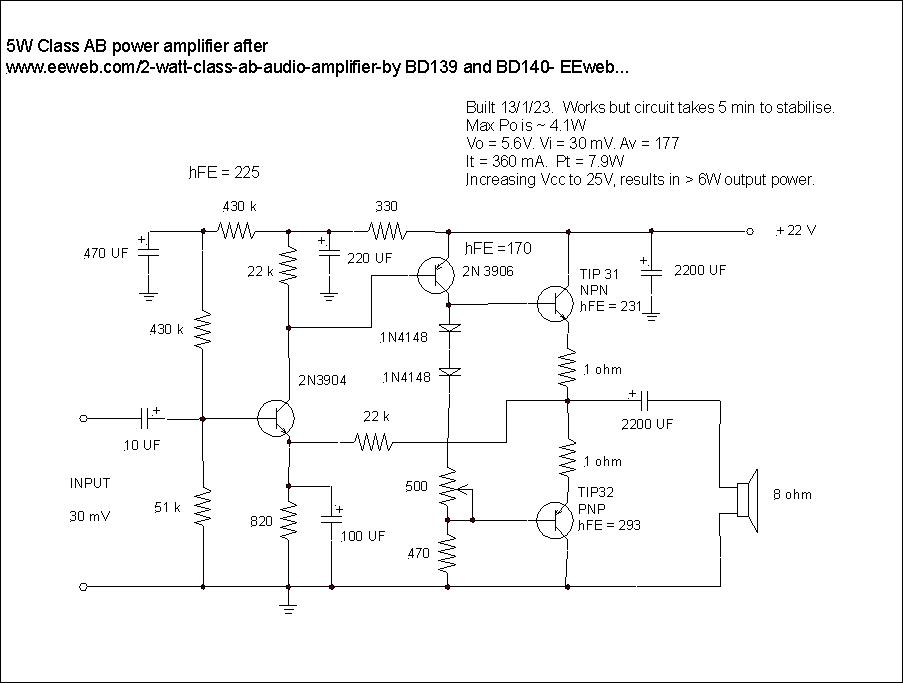 5W Class AB power amplifier after
www.eeweb.com/2-watt-class-ab-audio-amplifier-by BD139 and BD140- EEweb...
Built 13/1/23. Works but circuit takes 5 min to stabilise.
Max Po is ~ 4.1W
Vo = 5.6V. Vi = 30 mV. Av = 177
It = 360 mA. Pt = 7.9W
Increasing Vcc to 25V, results in > 6W output power.
hFE = 225
430 k
330
+
470 UF
22 k
+
220 UF
hFE =170
2N 3906
+ 22 V
+
2200 UF
TIP 31
NPN
hFE = 231
430 k
1N4148
1N4148
.1 ohm
2N3904
+
10 UF
22 k
+
2200 UF
INPUT
30 mV
51 k
820
+
100 UF
500
470
.1 ohm
TIP32
PNP
hFE = 293
8 ohm